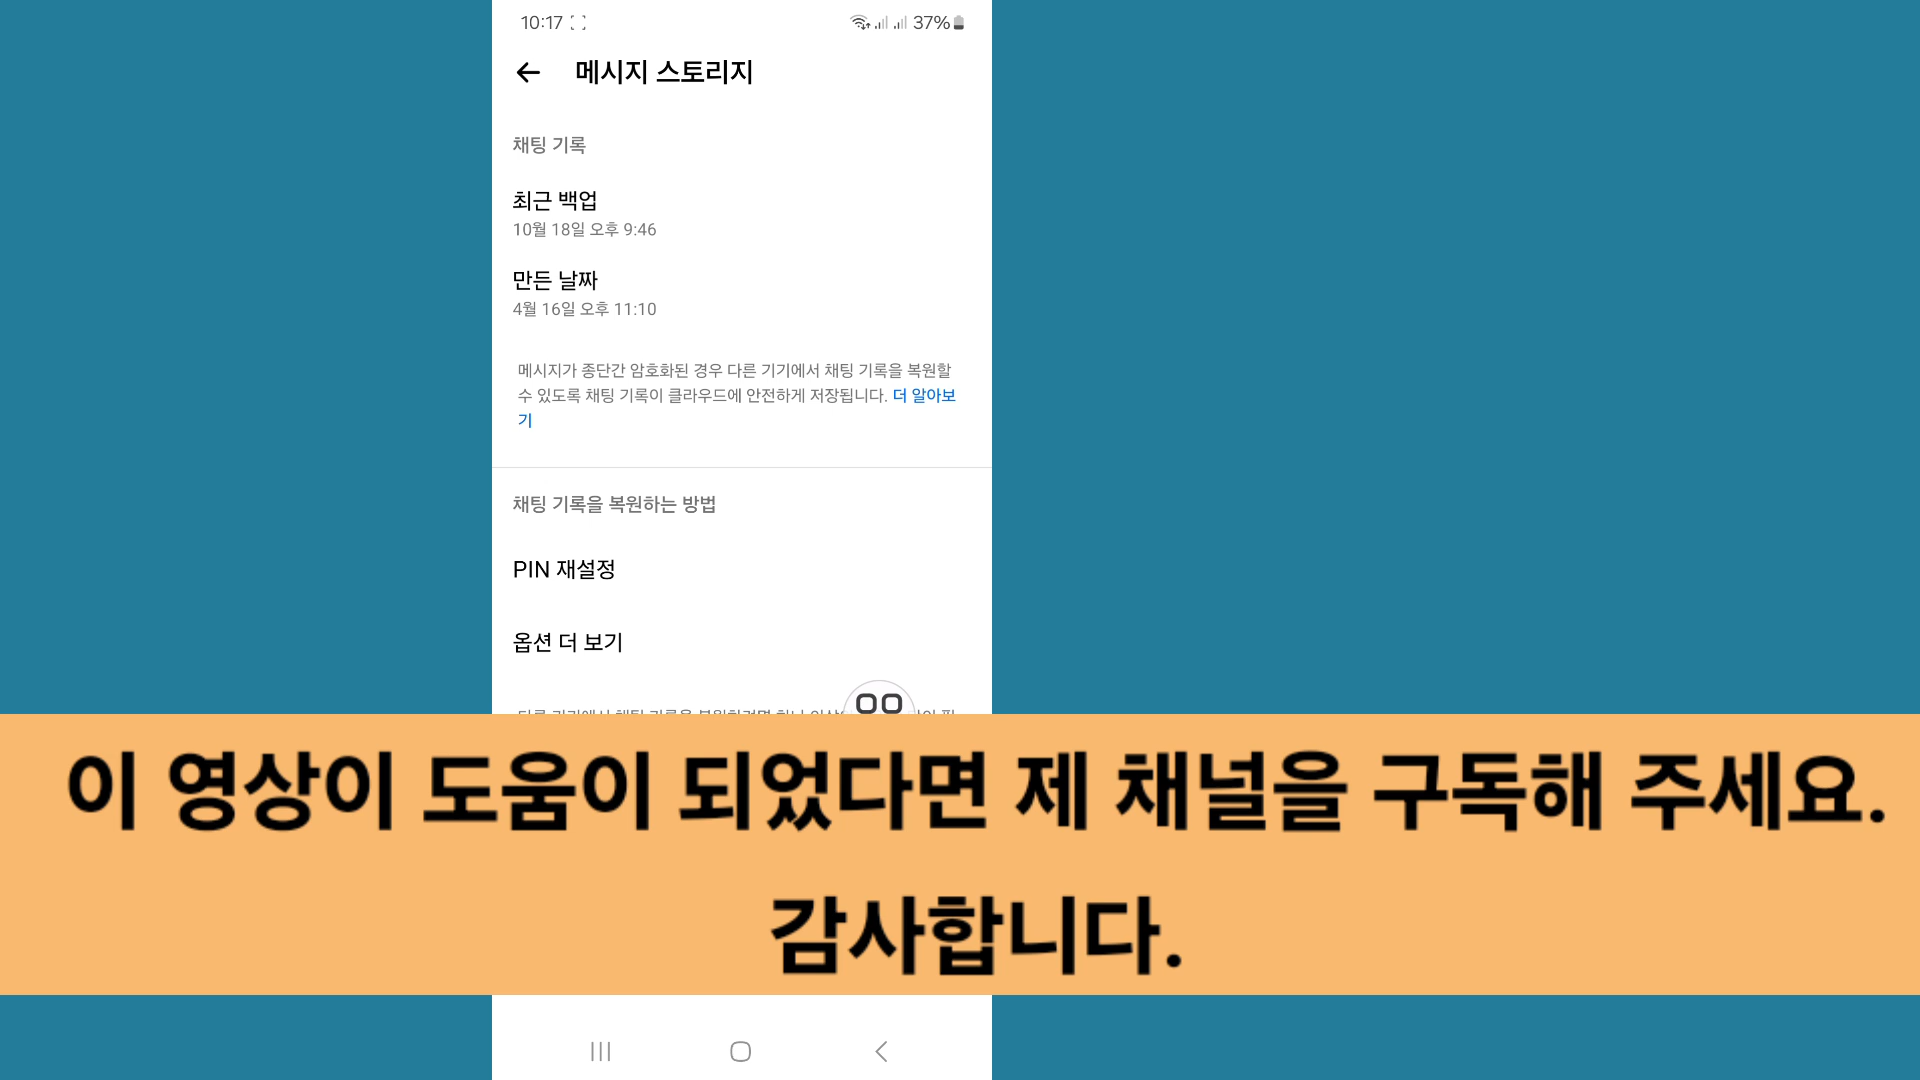 10:17
37%
메시지 스토리지
채팅 기록
최근 백업
10월 18일 오후 9:46
만든 날짜
4월 16일 오후 11:10
메시지가 종단간 암호화된 경우 다른 기기에서 채팅 기록을 복원할
수 있도록 채팅 기록이 클라우드에 안전하게 저장됩니다. 더 알아보
기
채팅 기록을 복원하는 방법
PIN 재설정
옵션 더 보기
이 영상이 도움이 되었다면 제 채널을 구독해 주세요.
감사합니다.